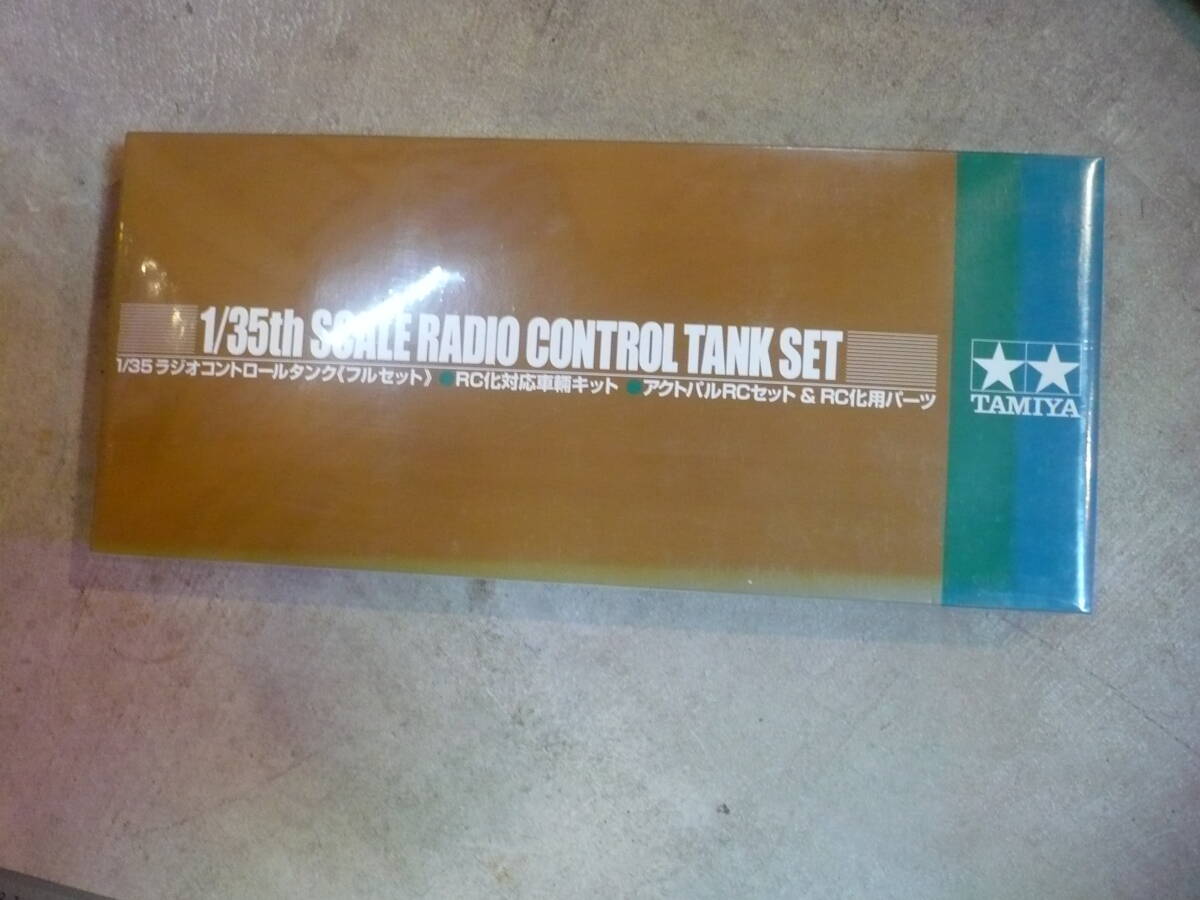 1/35th SCALE RADIO CONTROL TANK SET
1/35 ラジオコントロールタンク《フルセット》 ●RC化対応車輛キット ●アクトパルRCセット & RC化用パーツ
TAMIYA